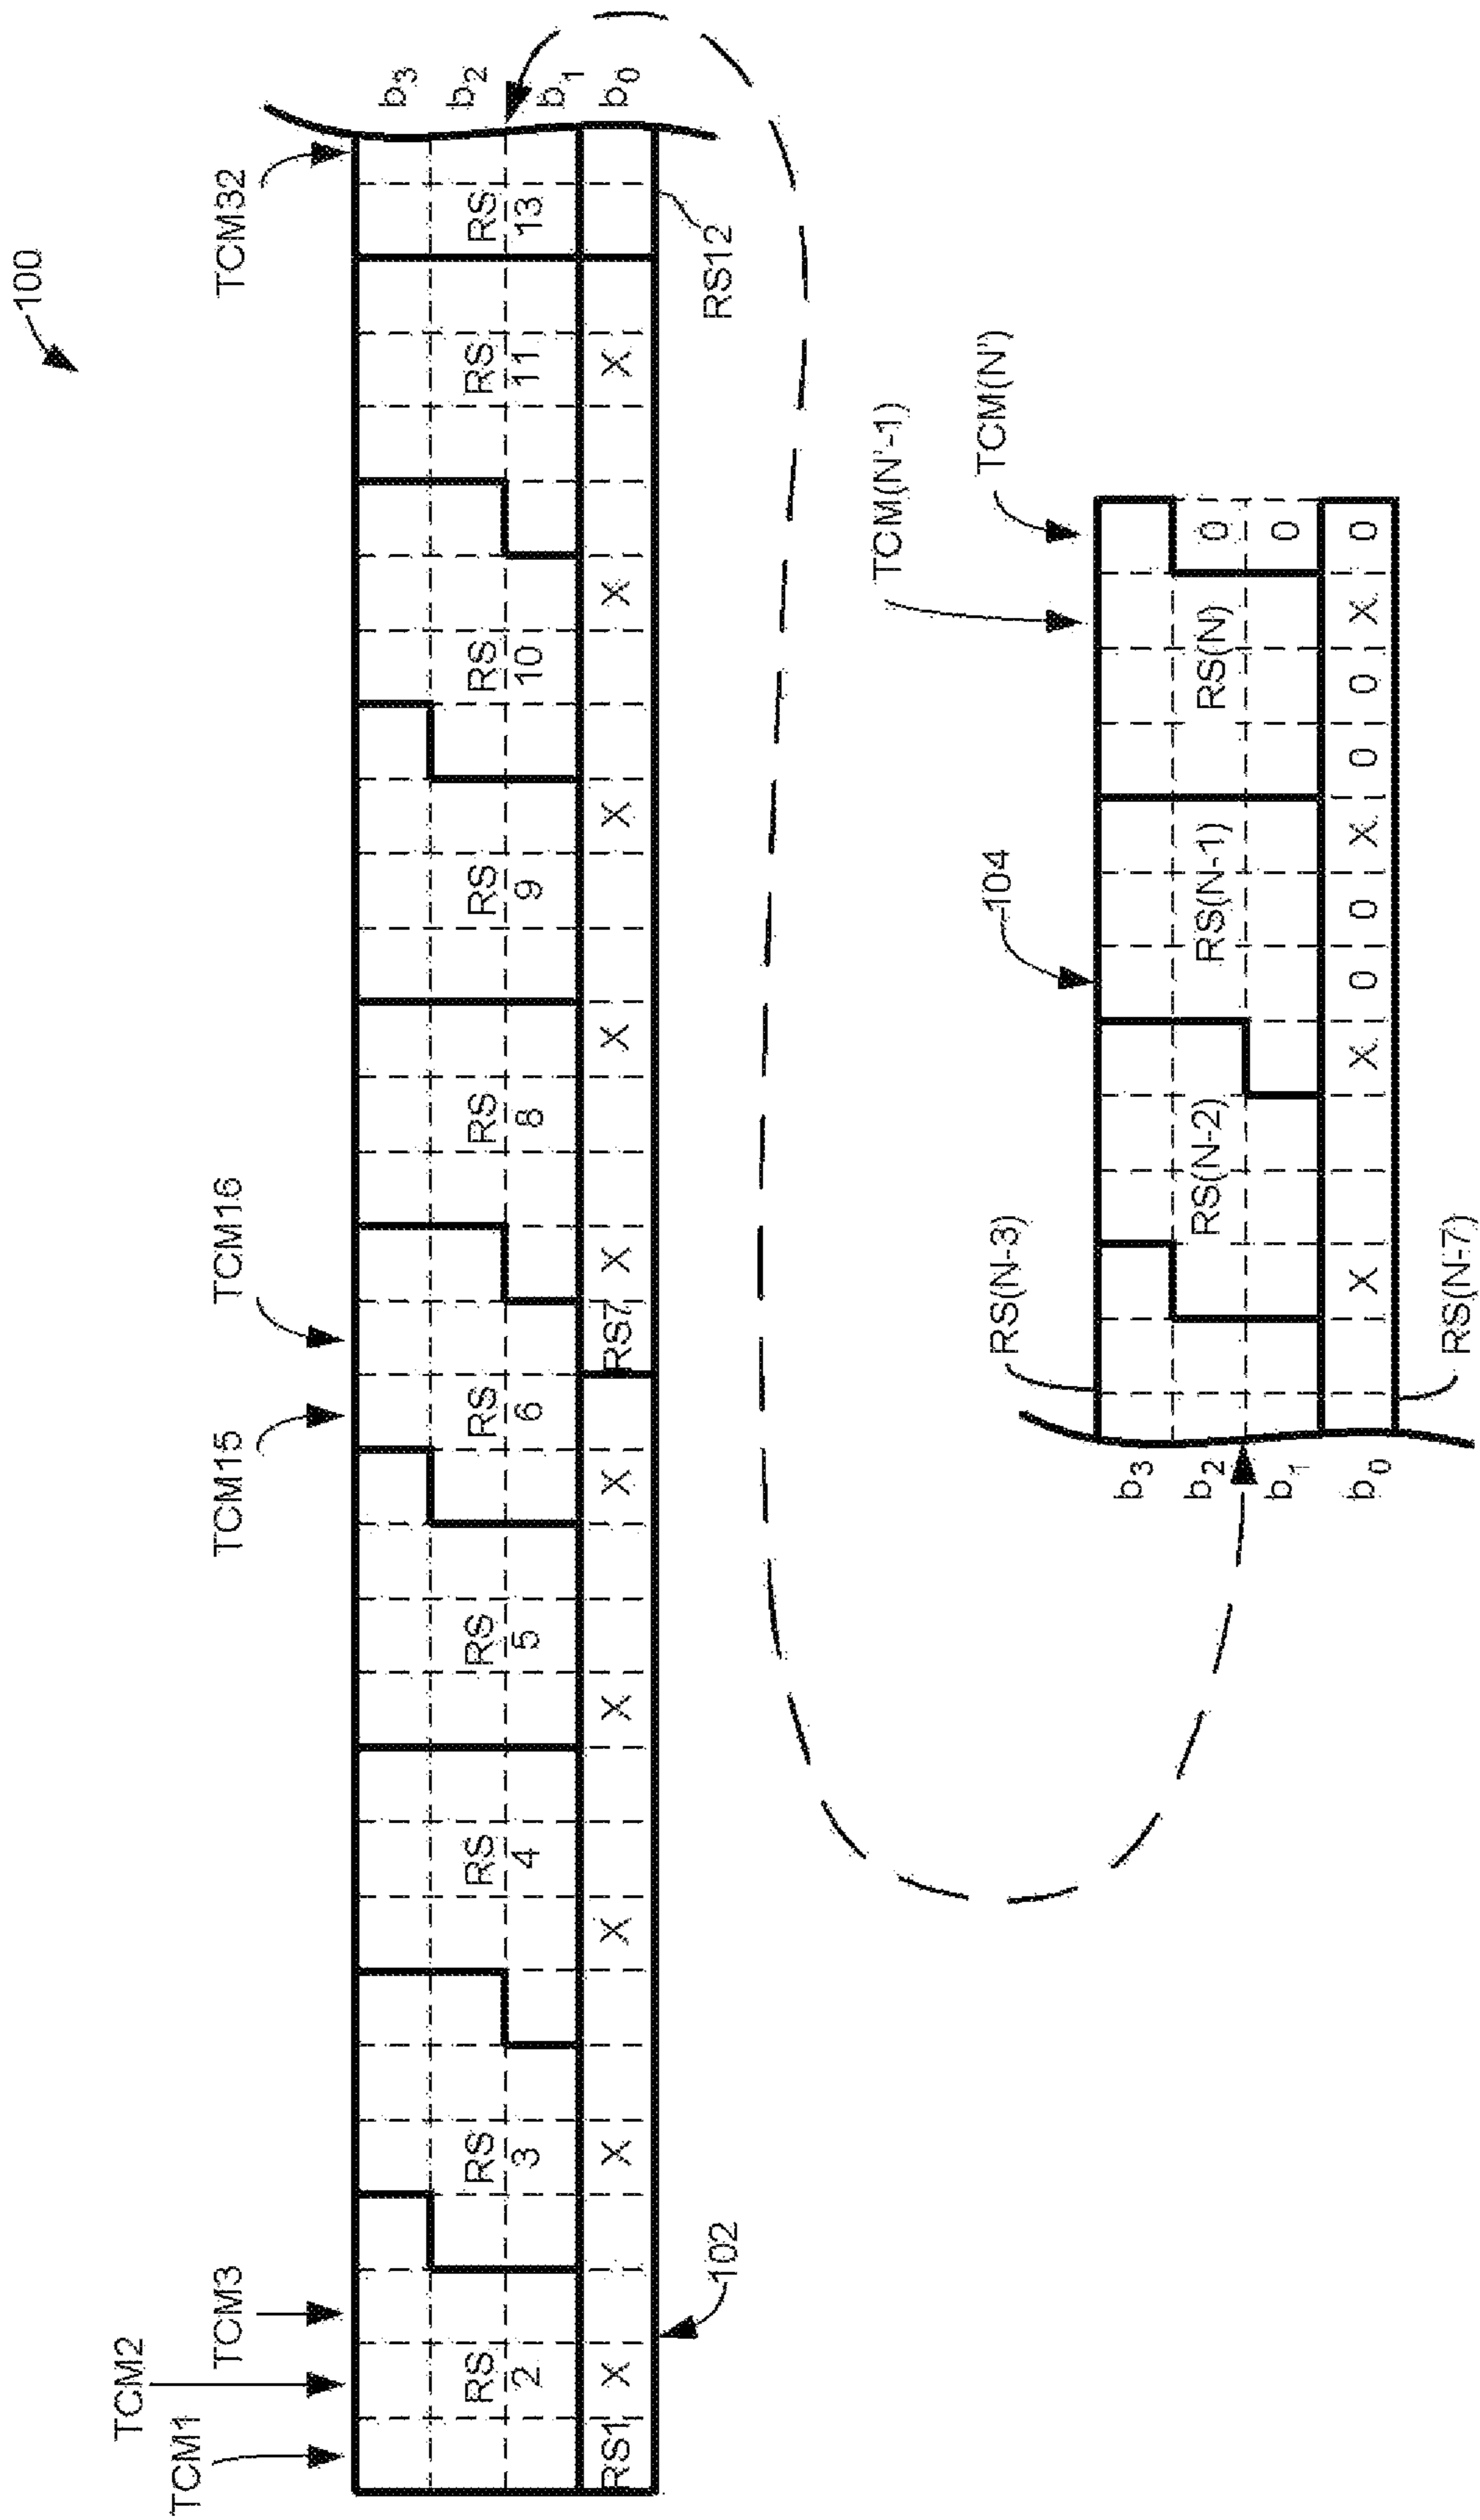 100
TCM1
TCM2
TCM3
TCM15
TCM16
TCM32
b3
b2
b1
b0
RS 2
RS 3
RS 4
RS 5
RS 6
RS 8
RS 9
RS 10
RS 11
RS 13
RS1 X X X X X RS7 X X X X X
102
RS12
RS(N-3)
104
TCM(N'-1)
TCM(N')
b3
b2
b1
b0
RS(N-2)
RS(N-1)
RS(N)
0
0
X X 0 0 X 0 0 X 0
RS(N-7)